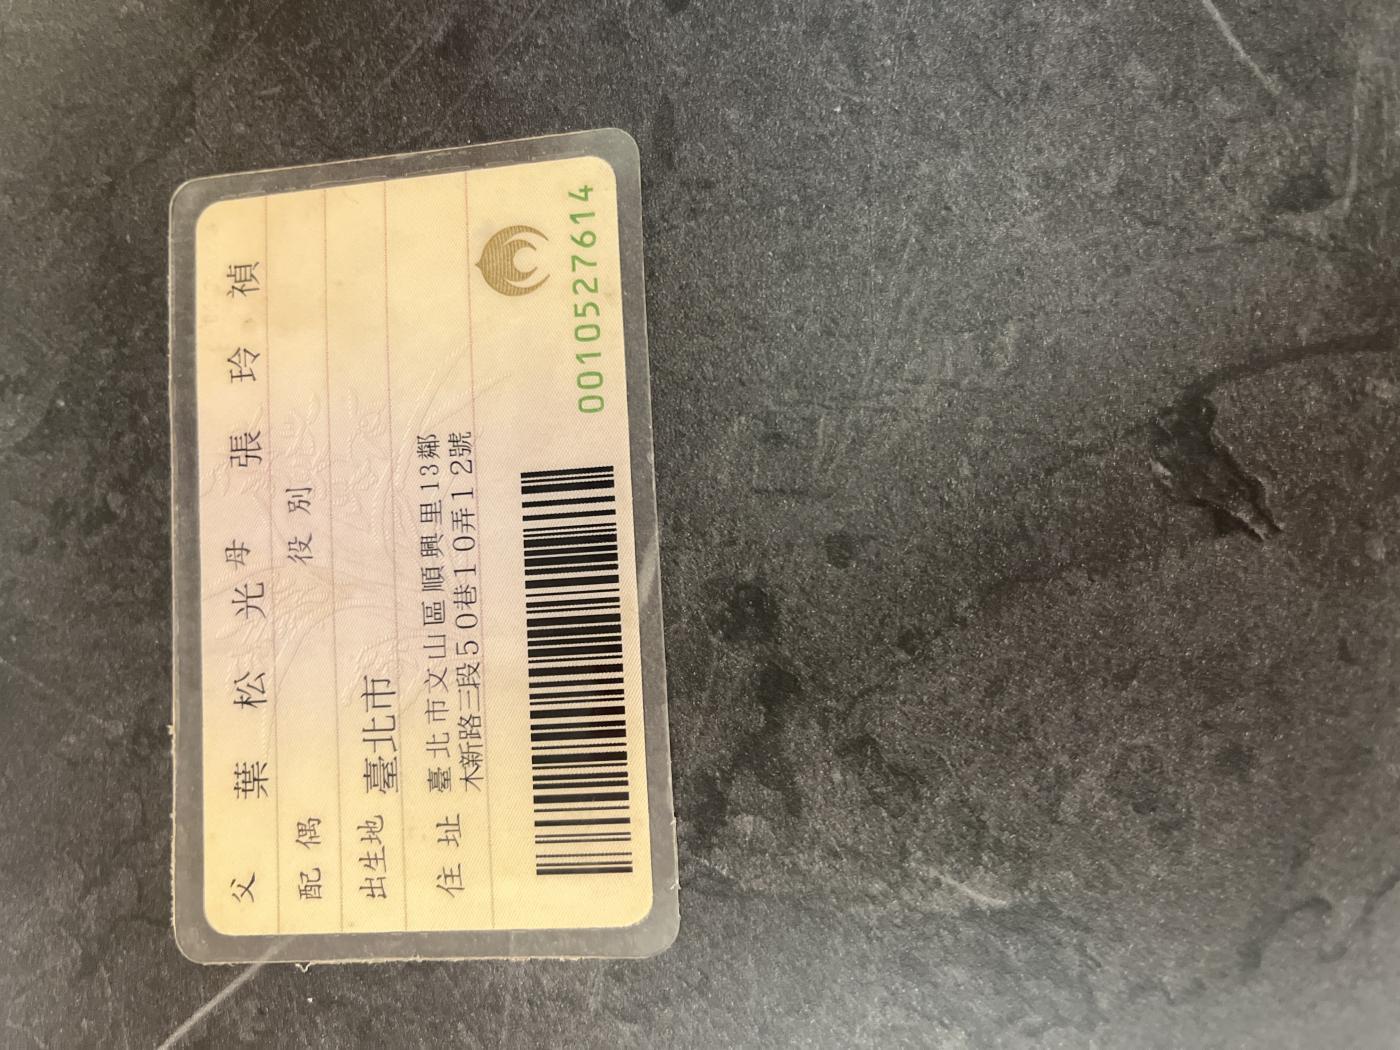 父 葉松光 母 張玲禎
配偶 役別
出生地 臺北市
住址 臺北市文山區順興里13鄰
木新路三段50巷10弄12號
0010527614